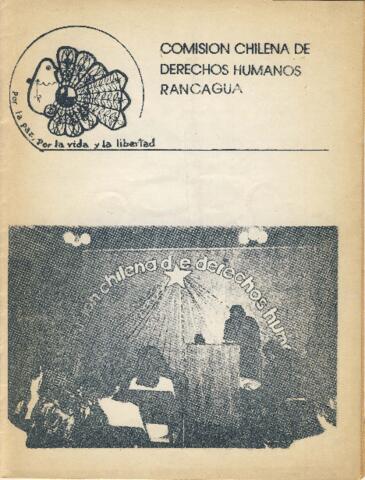 COMISION CHILENA DE
DERECHOS HUMANOS
RANCAGUA
Por la paz, Por la vida y la libertad
n chilena de derechos hum